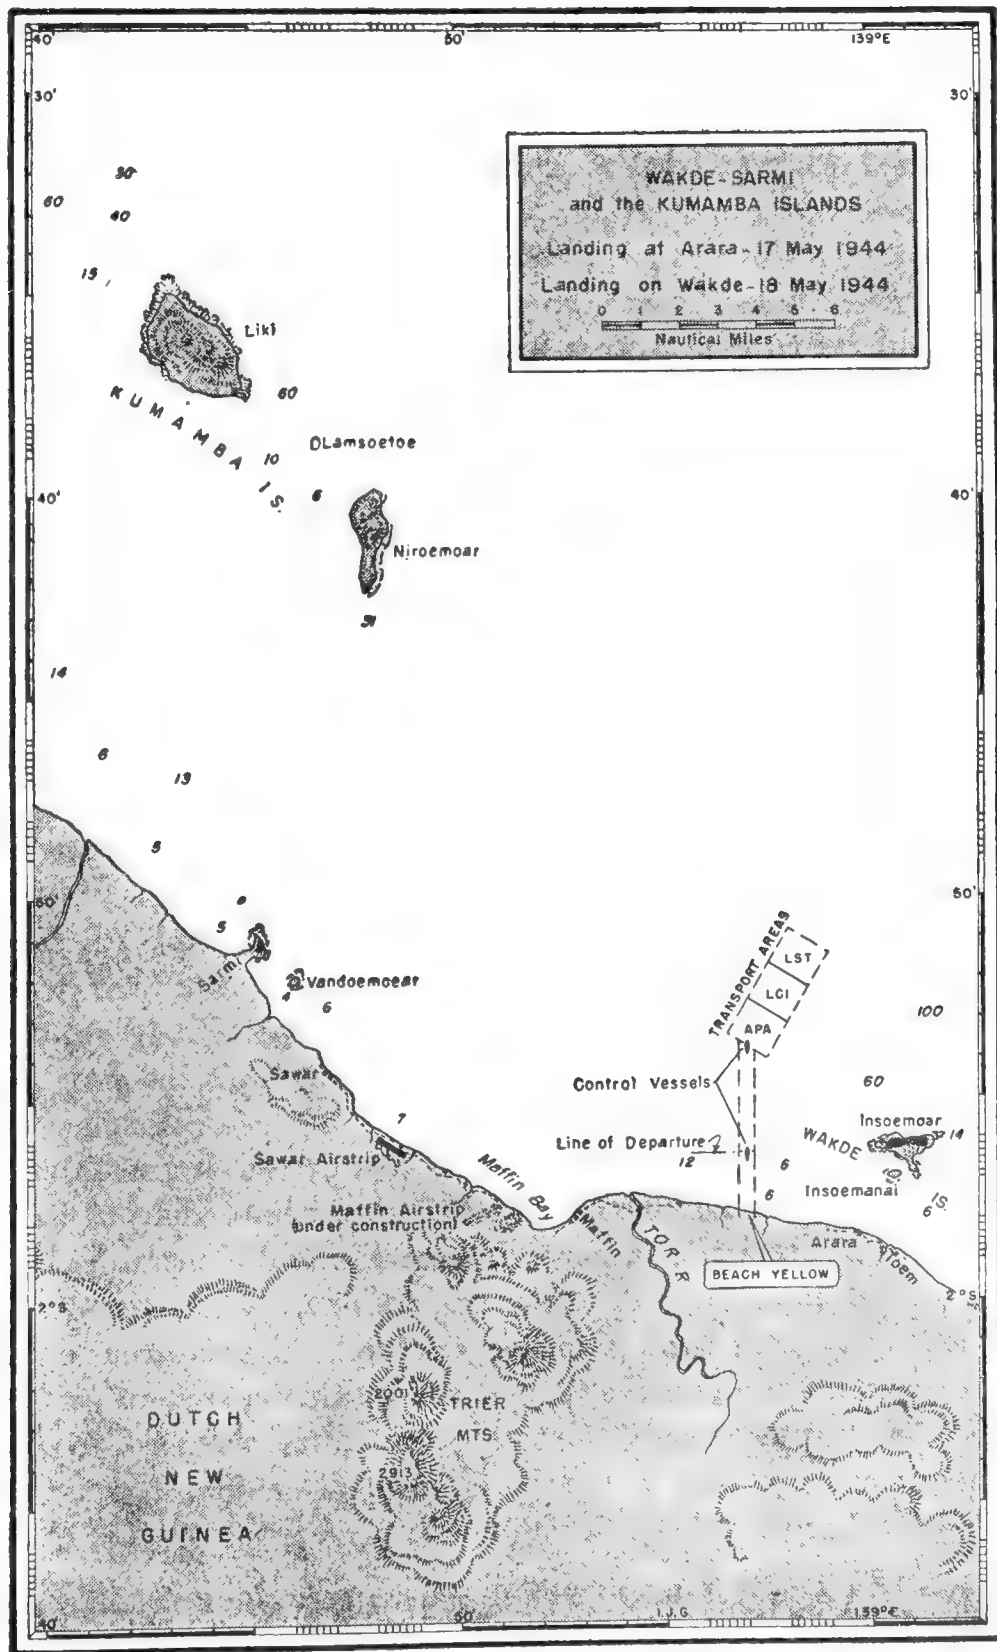 40'
50'
139°E
30'
30'
WAKDE-SARMI
and the KUMAMBA ISLANDS
Landing at Arara-17 May 1944
Landing on Wakde-18 May 1944
0 1 2 3 4 5 6
Nautical Miles
60
40
15
Liki
60
KUMAMBA IS.
Lamsoetoe
10
6
40'
40'
Niroemoar
31
14
6
13
5
50'
50'
5
Sarmi
Vandoemoear
4
6
TRANSPORT AREAS
LST
LCI
APA
100
Control Vessels
60
Sawar
7
Insoemoar
14
WAKDE IS.
Line of Departure
12
6
Sawar Airstrip
Maffin Bay
6
Insoemanai
6
Maffin Airstrip
(under construction)
Maffin
TOR R
Arara
Toem
BEACH YELLOW
2°S
2°S
2001
TRIER
MTS.
DUTCH
NEW
GUINEA
2913
40'
50'
I.J.G.
139°E